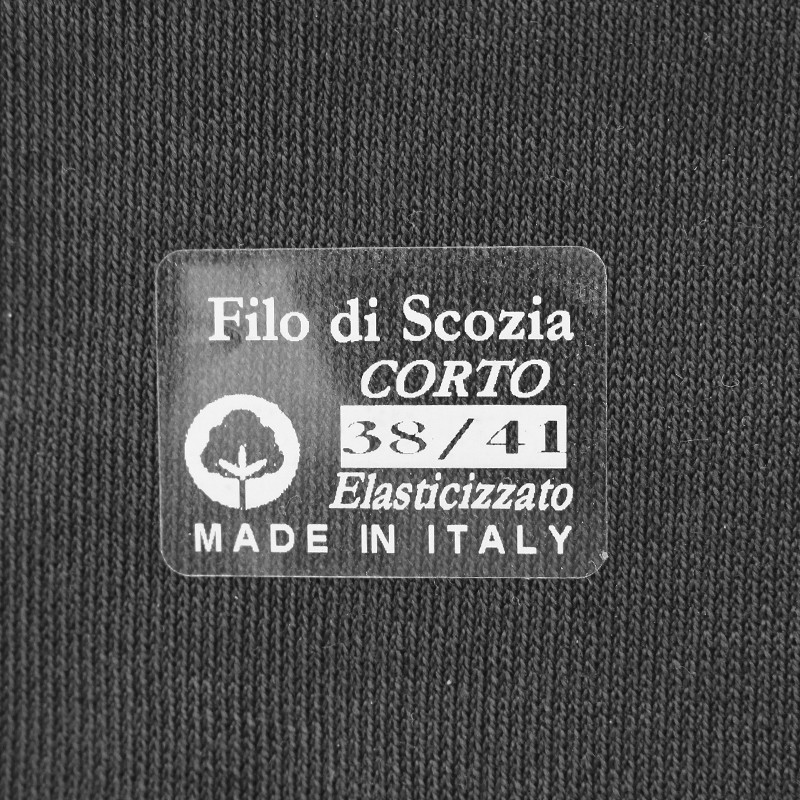 Filo di Scozia
CORTO
38/41
Elasticizzato
MADE IN ITALY